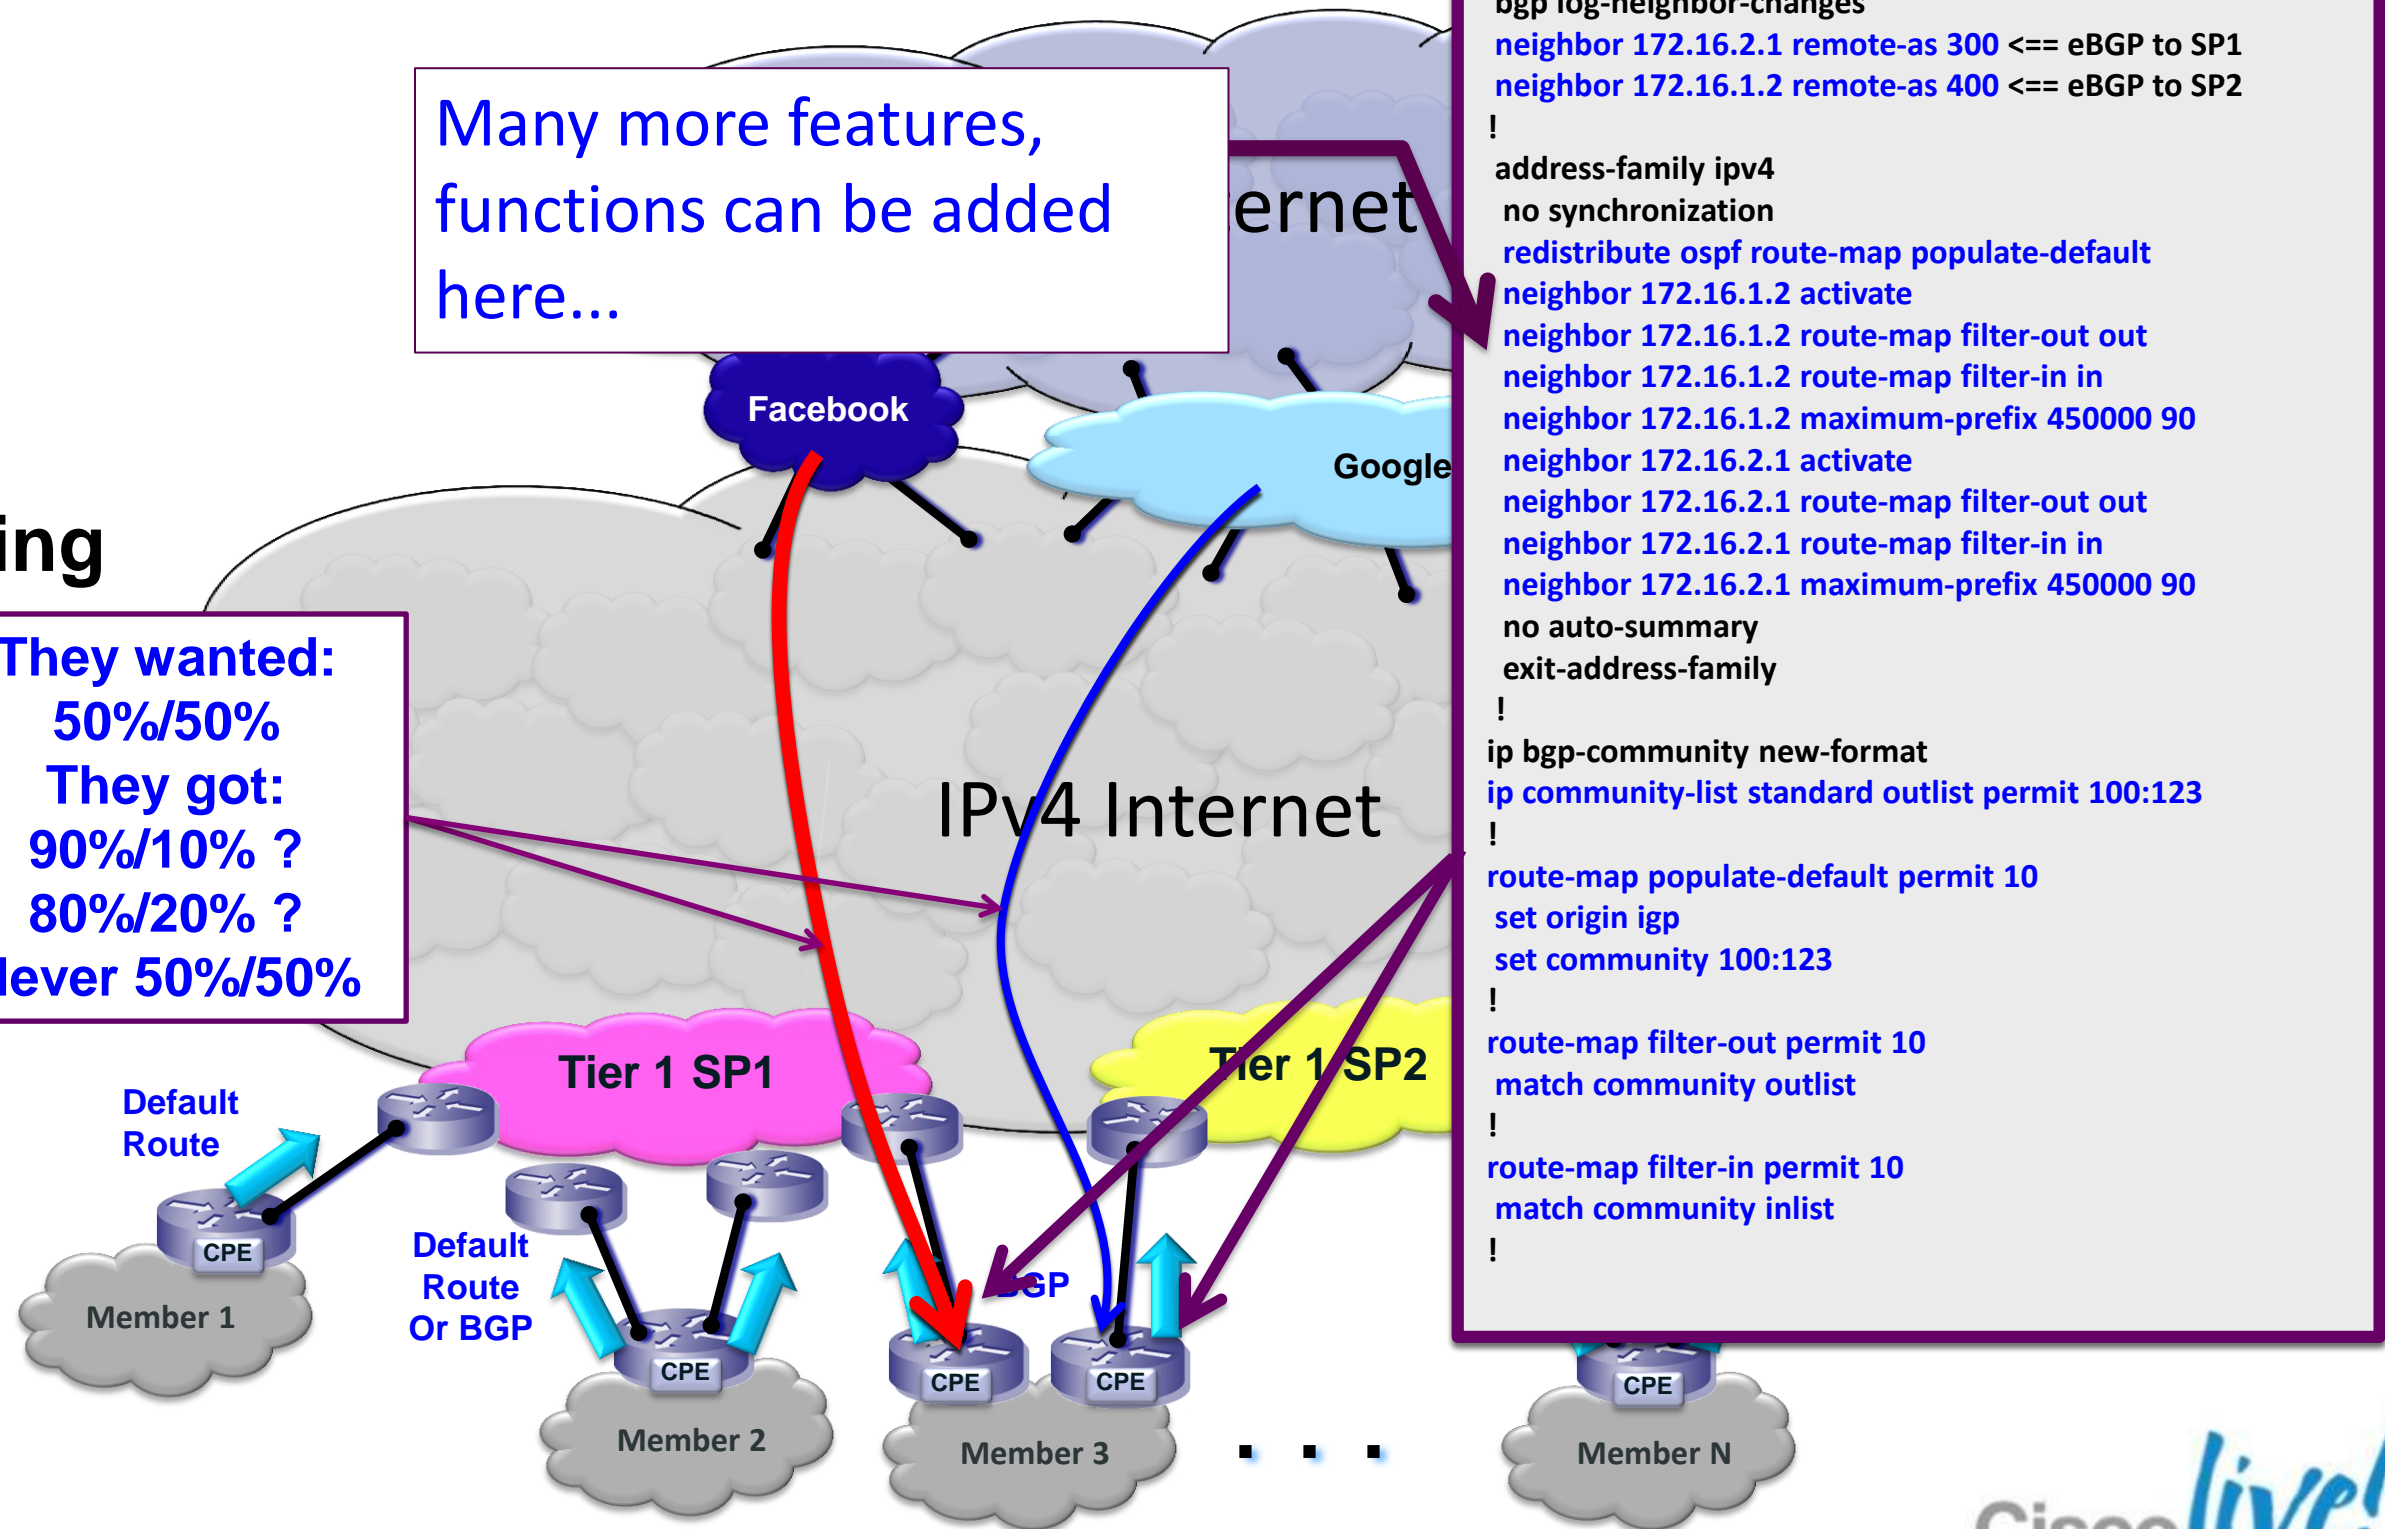 Many more features,
functions can be added
here...
ernet
Facebook
Google
ing
They wanted:
50%/50%
They got:
90%/10% ?
80%/20% ?
lever 50%/50%
IPv4 Internet
Tier 1 SP1
Tier 1 SP2
Default
Route
Default
Route
Or BGP
BGP
CPE
CPE
CPE
CPE
CPE
Member 1
Member 2
Member 3
. . .
Member N
bgp log-neighbor-changes
neighbor 172.16.2.1 remote-as 300 <== eBGP to SP1
neighbor 172.16.1.2 remote-as 400 <== eBGP to SP2
!
address-family ipv4
no synchronization
redistribute ospf route-map populate-default
neighbor 172.16.1.2 activate
neighbor 172.16.1.2 route-map filter-out out
neighbor 172.16.1.2 route-map filter-in in
neighbor 172.16.1.2 maximum-prefix 450000 90
neighbor 172.16.2.1 activate
neighbor 172.16.2.1 route-map filter-out out
neighbor 172.16.2.1 route-map filter-in in
neighbor 172.16.2.1 maximum-prefix 450000 90
no auto-summary
exit-address-family
!
ip bgp-community new-format
ip community-list standard outlist permit 100:123
!
route-map populate-default permit 10
set origin igp
set community 100:123
!
route-map filter-out permit 10
match community outlist
!
route-map filter-in permit 10
match community inlist
!
Cisco live!